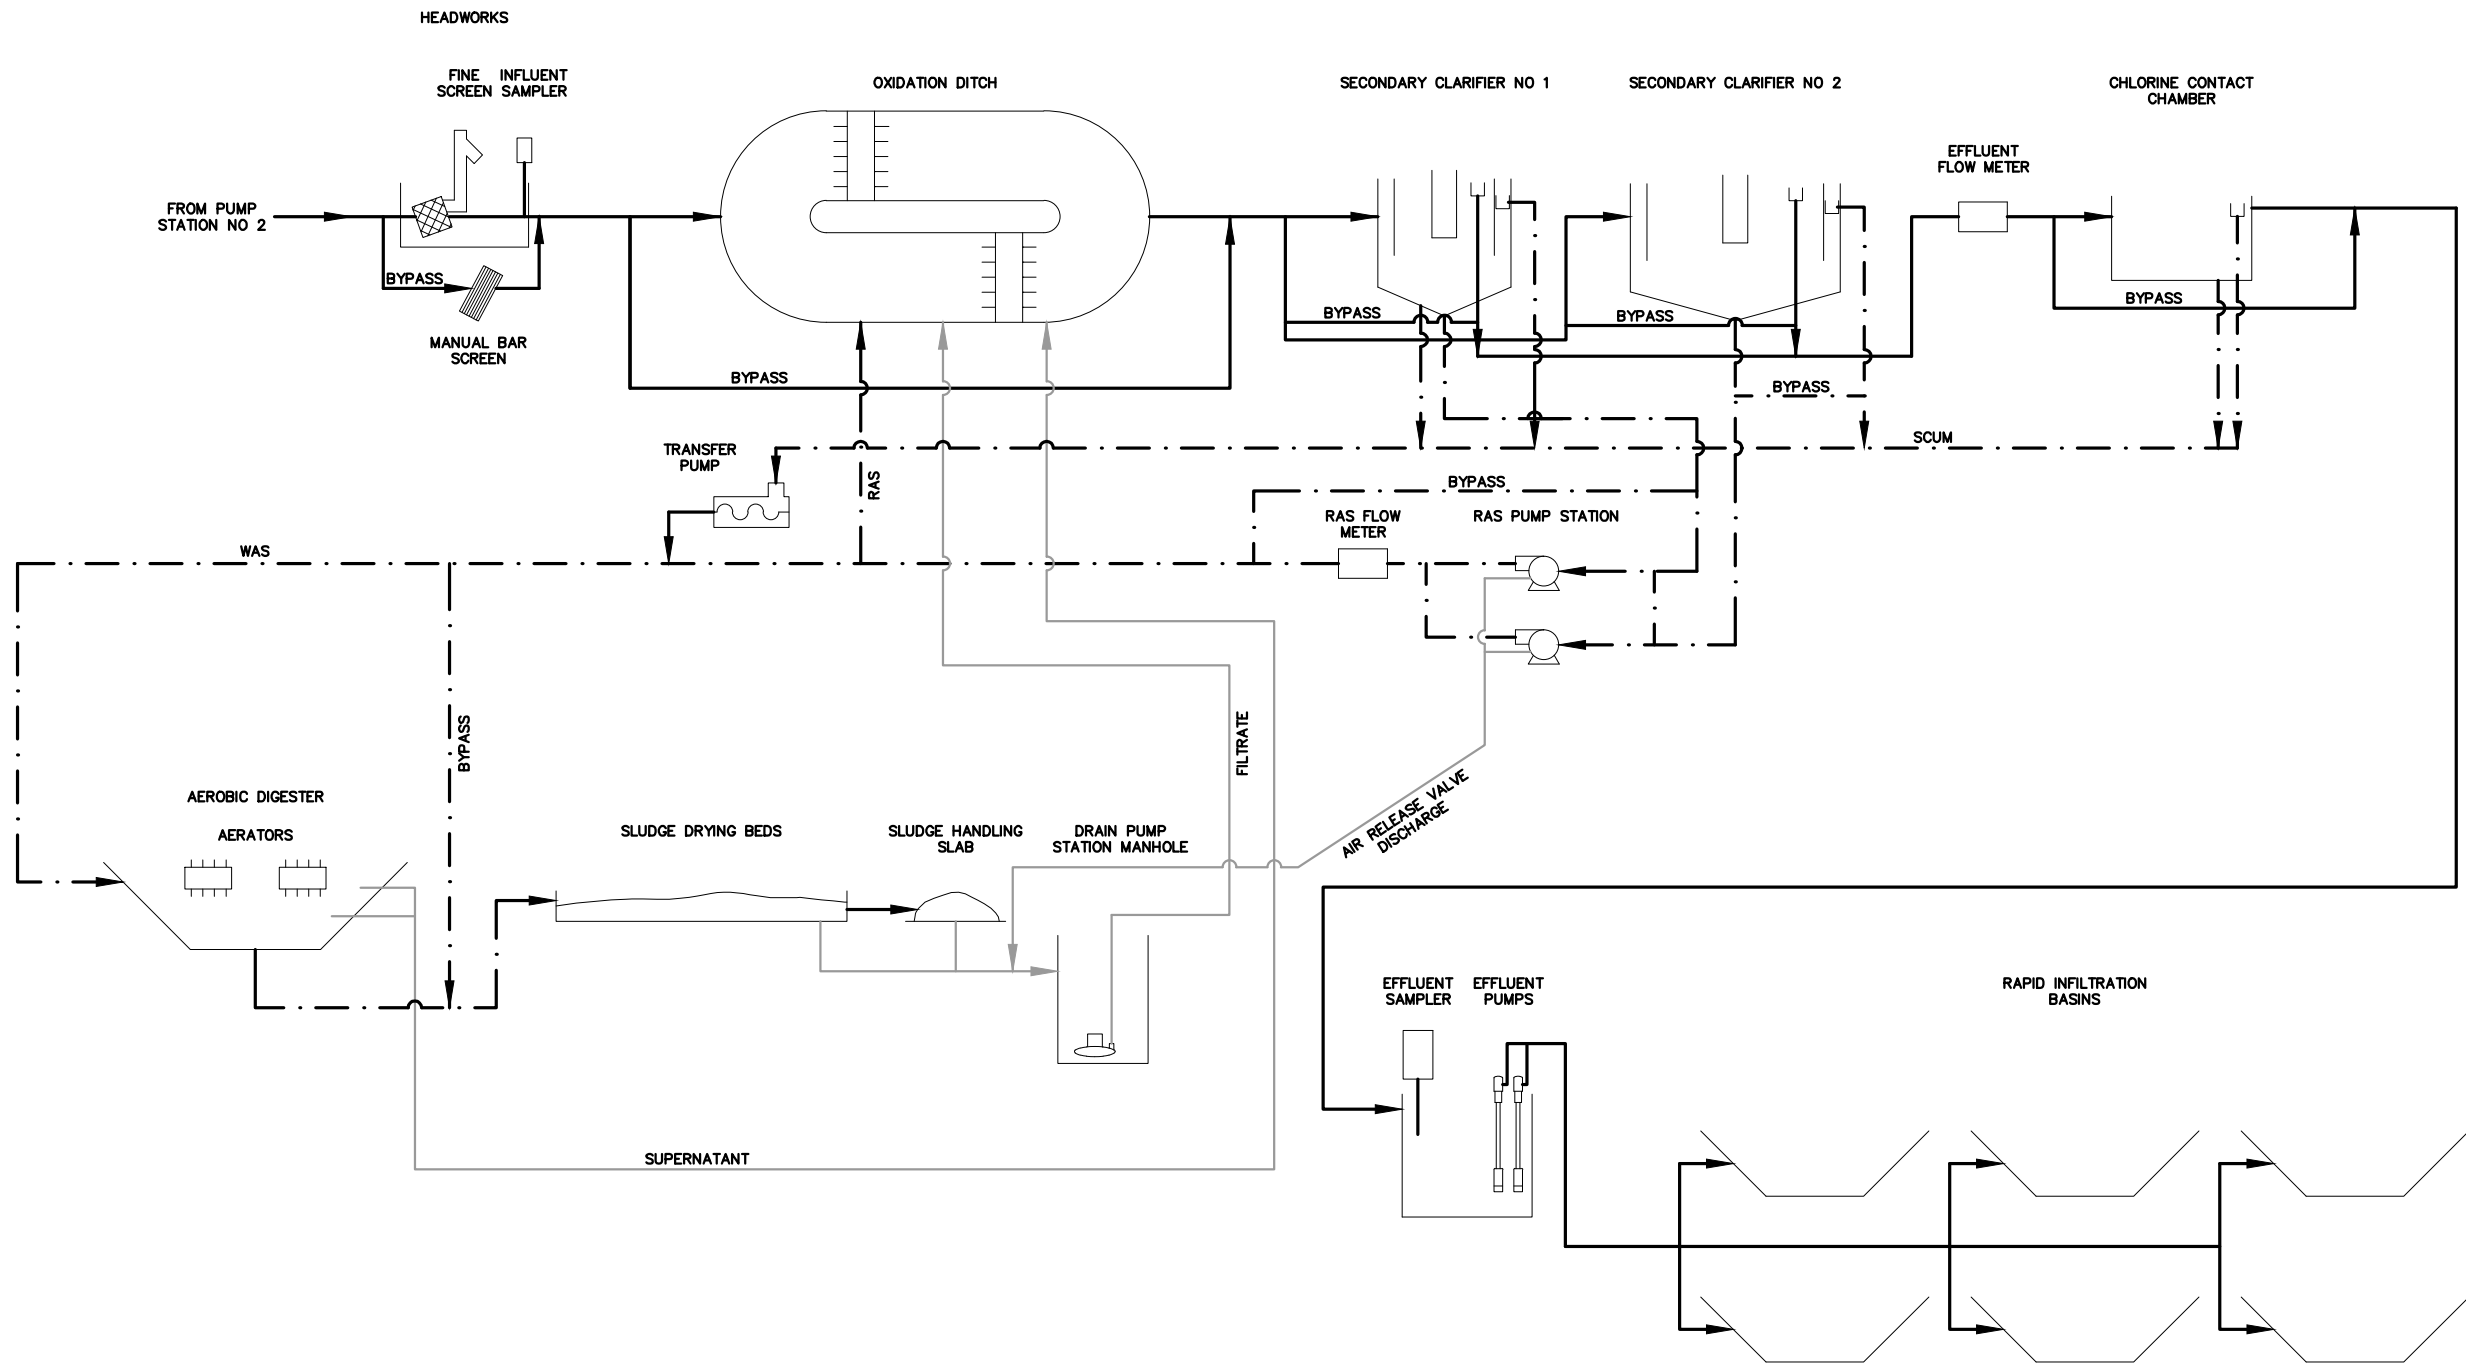 HEADWORKS
FINE INFLUENT
SCREEN SAMPLER
OXIDATION DITCH
SECONDARY CLARIFIER NO 1
SECONDARY CLARIFIER NO 2
CHLORINE CONTACT
CHAMBER
EFFLUENT
FLOW METER
FROM PUMP
STATION NO 2
BYPASS
MANUAL BAR
SCREEN
BYPASS
BYPASS
BYPASS
BYPASS
BYPASS
TRANSFER
PUMP
RAS
SCUM
BYPASS
RAS FLOW
METER
RAS PUMP STATION
WAS
BYPASS
FILTRATE
AIR RELEASE VALVE
DISCHARGE
AEROBIC DIGESTER
AERATORS
SLUDGE DRYING BEDS
SLUDGE HANDLING
SLAB
DRAIN PUMP
STATION MANHOLE
EFFLUENT
SAMPLER
EFFLUENT
PUMPS
RAPID INFILTRATION
BASINS
SUPERNATANT